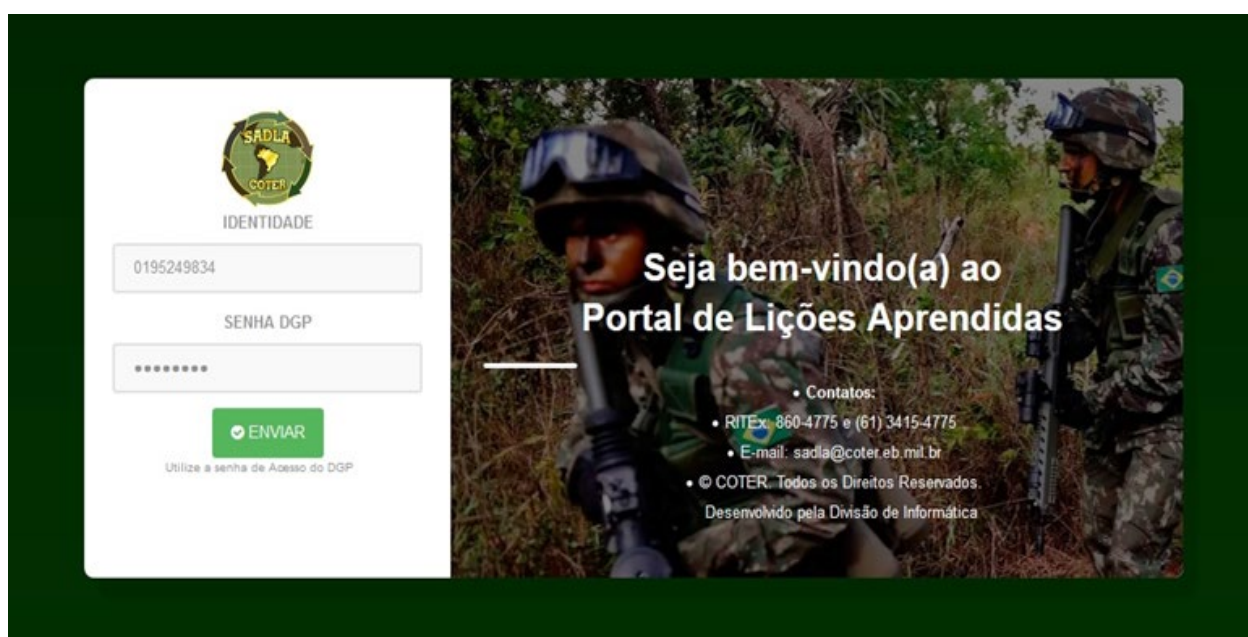 SADLA
COTER
IDENTIDADE
0195249834
SENHA DGP
••••••••
ENVIAR
Utilize a senha de Acesso do DGP
Seja bem-vindo(a) ao
Portal de Lições Aprendidas
• Contatos:
• RITEx: 860-4775 e (61) 3415-4775
• E-mail: sadla@coter.eb.mil.br
• © COTER. Todos os Direitos Reservados.
Desenvolvido pela Divisão de Informática